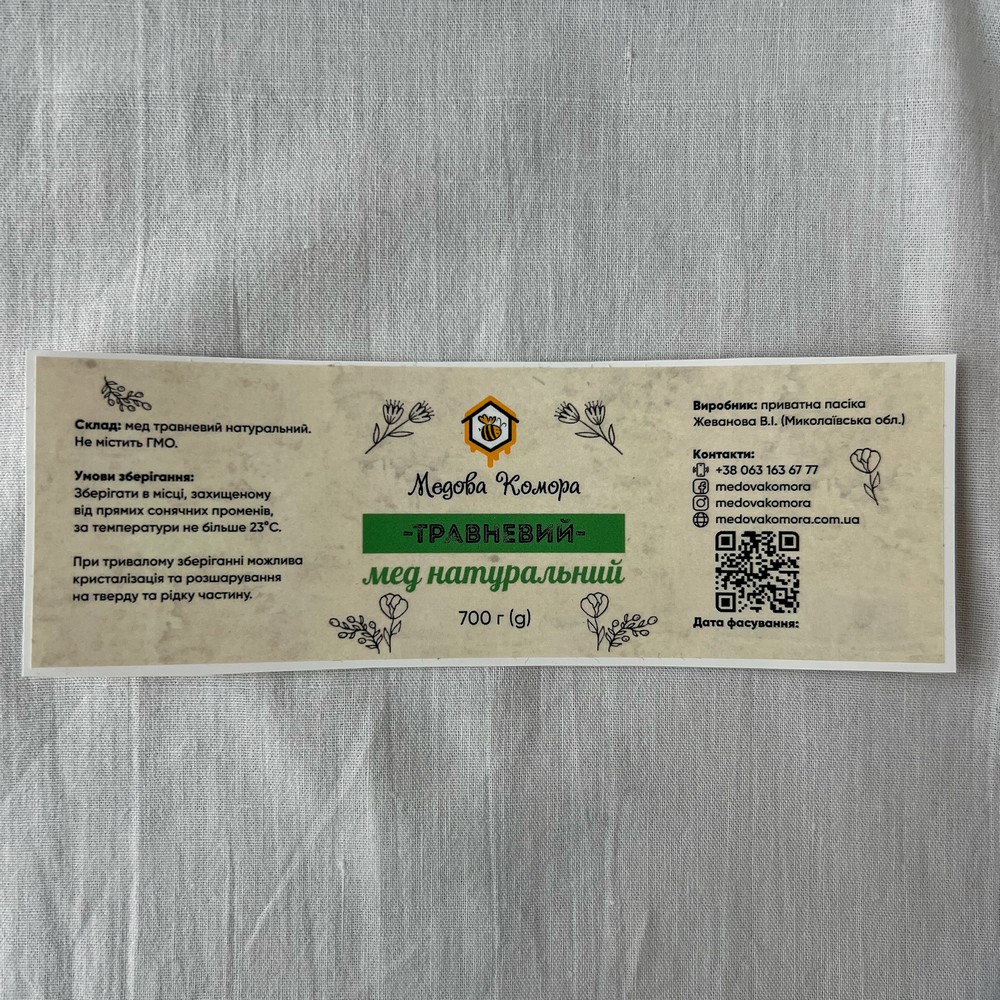 Склад: мед травневий натуральний.
Не містить ГМО.
Умови зберігання:
Зберігати в місці, захищеному
від прямих сонячних променів,
за температури не більше 23°С.
При тривалому зберіганні можлива
кристалізація та розшарування
на тверду та рідку частину.
Медова Комора
-ТРАВНЕВИЙ-
мед натуральний
700 г (g)
Виробник: приватна пасіка
Жеванова В.І. (Миколаївська обл.)
Контакти:
+38 063 163 67 77
medovakomora
medovakomora
medovakomora.com.ua
Дата фасування: